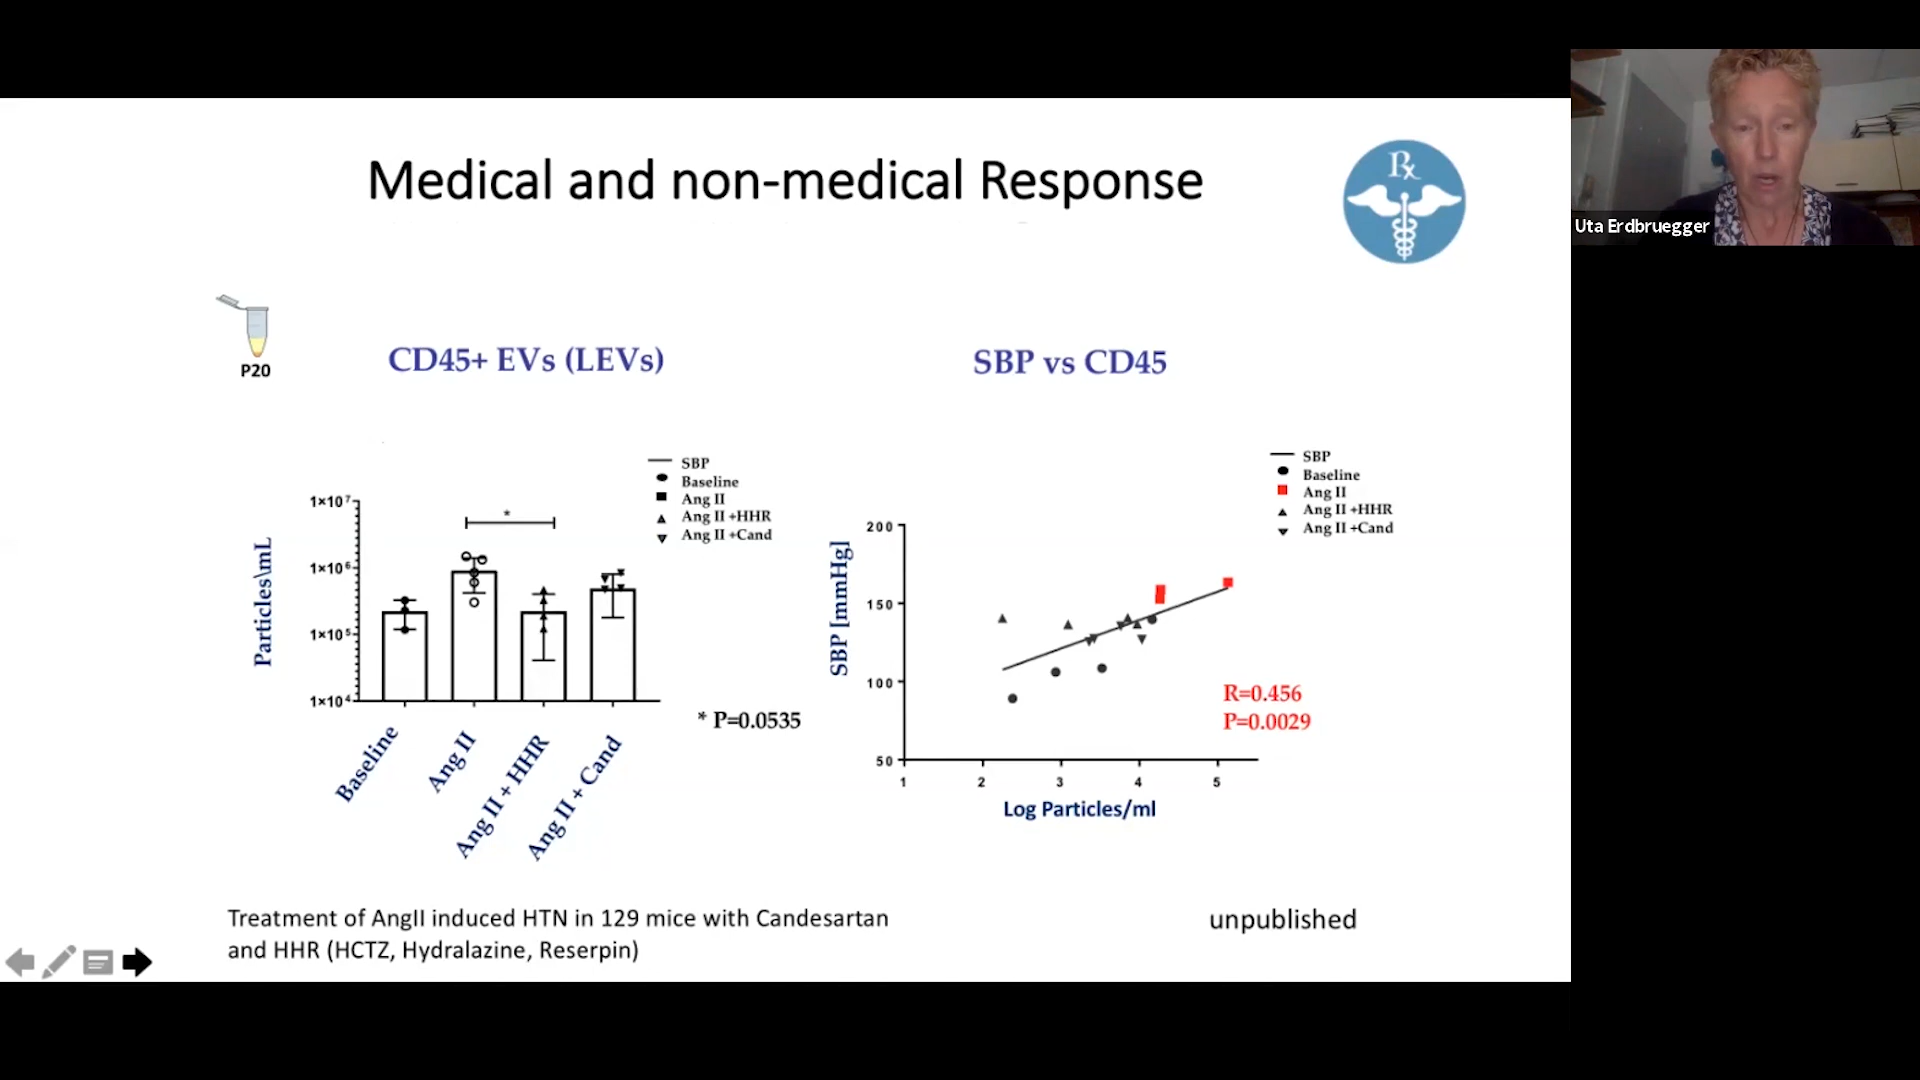 Medical and non-medical Response
Rx
Uta Erdbruegger
P20
CD45+ EVs (LEVs)
SBP vs CD45
SBP
Baseline
Ang II
Ang II +HHR
Ang II +Cand
1×10⁷
1×10⁶
1×10⁵
1×10⁴
Particles\mL
*
* P=0.0535
Baseline
Ang II
Ang II + HHR
Ang II + Cand
SBP
Baseline
Ang II
Ang II +HHR
Ang II +Cand
SBP [mmHg]
200
150
100
50
1 2 3 4 5
Log Particles/ml
R=0.456
P=0.0029
Treatment of AngII induced HTN in 129 mice with Candesartan
and HHR (HCTZ, Hydralazine, Reserpin)
unpublished